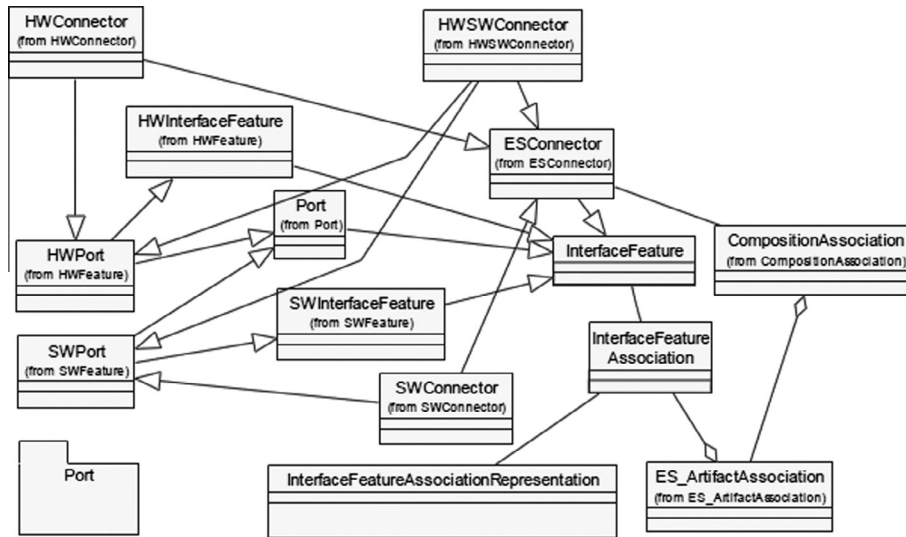 HWConnector
(from HWConnector)
HWSWConnector
(from HWSWConnector)
HWInterfaceFeature
(from HWFeature)
ESConnector
(from ESConnector)
Port
(from Port)
HWPort
(from HWFeature)
InterfaceFeature
CompositionAssociation
(from CompositionAssociation)
SWInterfaceFeature
(from SWFeature)
SWPort
(from SWFeature)
InterfaceFeature
Association
SWConnector
(from SWConnector)
Port
InterfaceFeatureAssociationRepresentation
ES_ArtifactAssociation
(from ES_ArtifactAssociation)